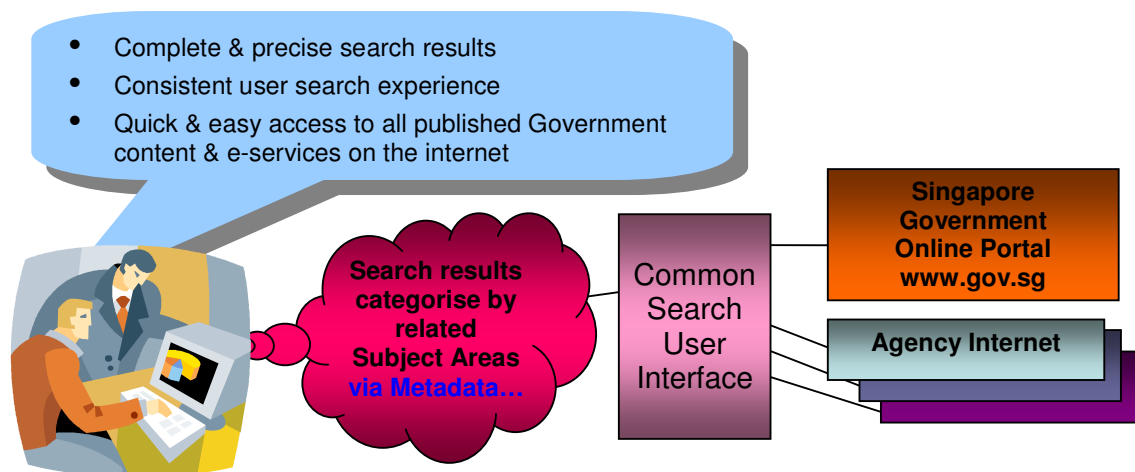 • Complete & precise search results
• Consistent user search experience
• Quick & easy access to all published Government
content & e-services on the internet
Search results
categorise by
related
Subject Areas
via Metadata…
Common
Search
User
Interface
Singapore
Government
Online Portal
www.gov.sg
Agency Internet